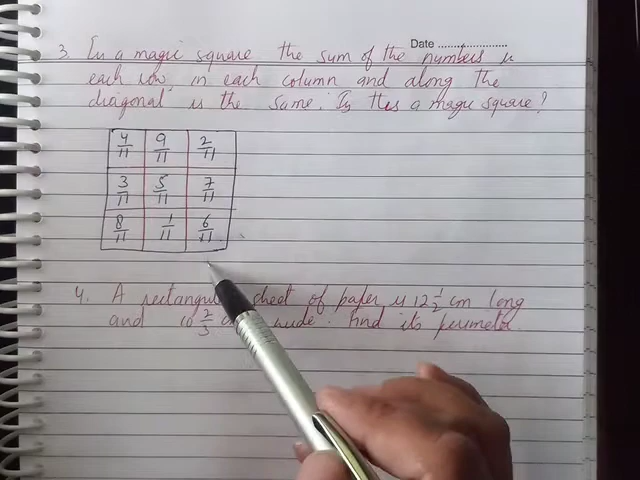 Date ....................
3. In a magic square the sum of the numbers in
each row, in each column and along the
diagonal is the same. Is this a magic square?
4/11 9/11 2/11
3/11 5/11 7/11
8/11 1/11 6/11
4. A rectangular sheet of paper is 12 1/2 cm long
and 10 2/3 wide. Find its perimeter.